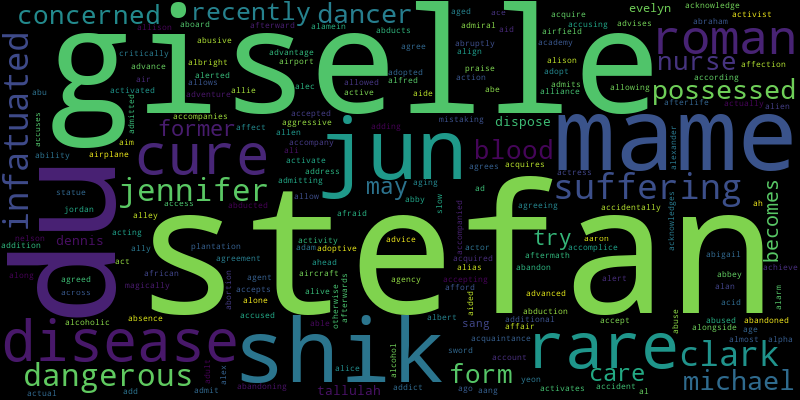 concerned recently dancer evelyn acknowledge
aboard afterward aged ace acquire abraham activist
allison abusive alamein abducts admiral aid accusing advises
infatuated giselle roman
critically advantage agree abruptly airfield
advance albright airport align academy alison affection
abu air alerted adopted praise adopt nurse according
activated allows alec allowed alfred action admits allowing
adventure allie active aide abe alliance possessed
accuses admitted accompanies accepted adding mistaking dispose afterlife actually alien
former affect aggressive jun mame
ability aim cure allen accompany blood alexander
airplane ali activate agrees acquires actress
du address admitting aging ad suffering
statue jennifer may abby slow
access allow agreeing accidentally ah
jordan alley abducted afraid accompanied acknowledges becomes
nelson acting activity stefan advice actor try aaron
addition dennis ally plantation adam adoptive acquired accomplice abigail
along agreed act agreement ahead agency alias aftermath abbey achieve
african abortion agent aircraft accepting afford abandon alert alan
across magically accepts alive aided advanced acid alarm
alcoholic absence alone otherwise afterwards abduction abused abandoned
accused able albert additional accept abuse alongside age
disease shik sang affair rare almost alpha
acquaintance clark
dangerous adult alex alice alcohol sword account form care michael
actual add admit abandoning tallulah addict ago aang yeon activates accident al